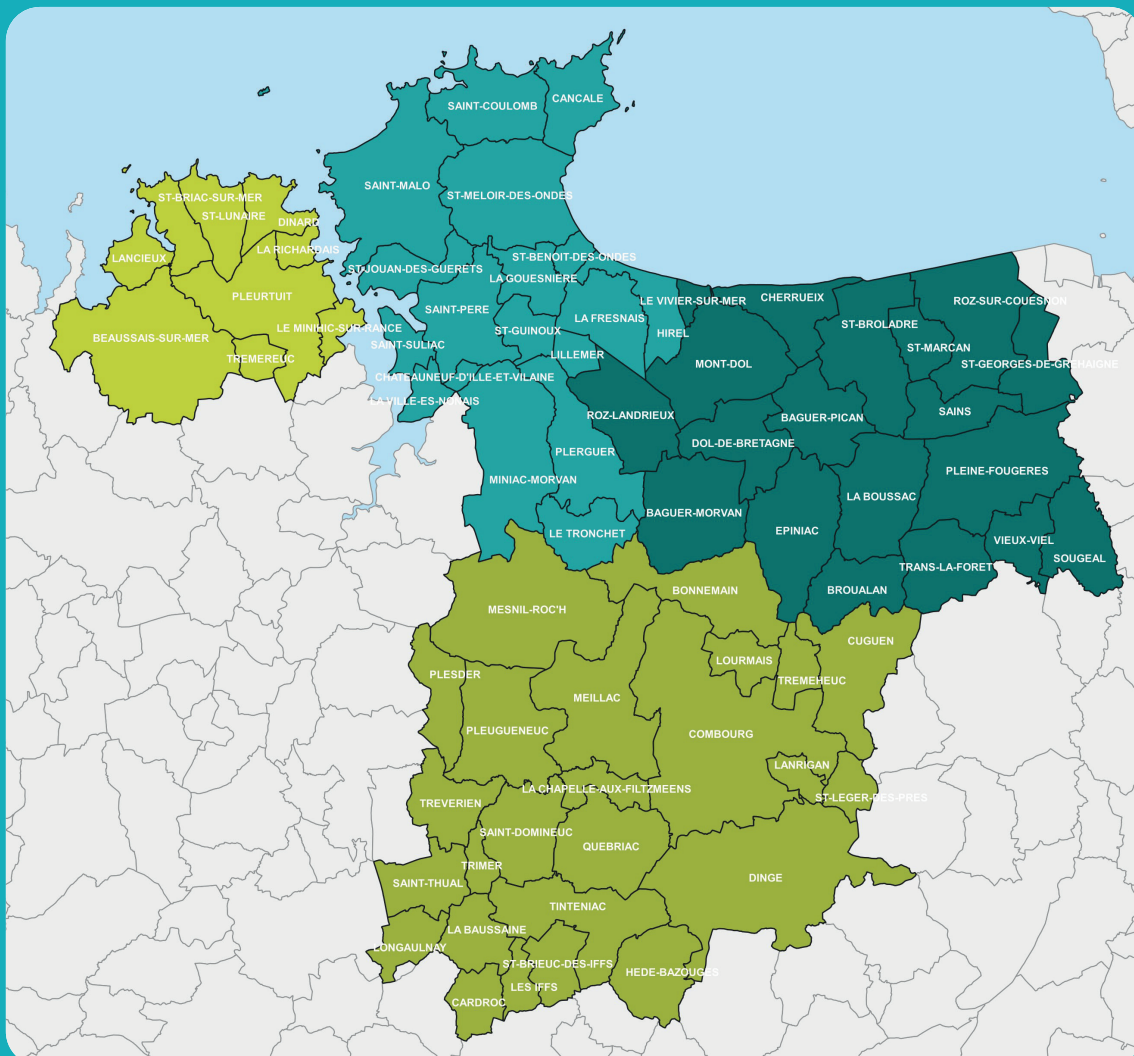 CANCALE
SAINT-COULOMB
SAINT-MALO
ST-MELOIR-DES-ONDES
ST-BRIAC-SUR-MER
ST-LUNAIRE
DINARD
LA RICHARDAIS
LANCIEUX
ST-JOUAN-DES-GUERETS
ST-BENOIT-DES-ONDES
LA GOUESNIERE
PLEURTUIT
LE VIVIER-SUR-MER
CHERRUEIX
ROZ-SUR-COUESNON
SAINT-PERE
LA FRESNAIS
ST-BROLADRE
LE MINIHIC-SUR-RANCE
ST-GUINOUX
HIREL
BEAUSSAIS-SUR-MER
SAINT-SULIAC
ST-MARCAN
TREMEREUC
LILLEMER
MONT-DOL
ST-GEORGES-DE-GREHAIGNE
CHATEAUNEUF-D'ILLE-ET-VILAINE
LA VILLE-ES-NONAIS
ROZ-LANDRIEUX
BAGUER-PICAN
SAINS
DOL-DE-BRETAGNE
PLERGUER
PLEINE-FOUGERES
MINIAC-MORVAN
LA BOUSSAC
BAGUER-MORVAN
LE TRONCHET
EPINIAC
VIEUX-VIEL
SOUGEAL
TRANS-LA-FORET
BROUALAN
BONNEMAIN
MESNIL-ROC'H
CUGUEN
LOURMAIS
PLESDER
TREMEHEUC
MEILLAC
PLEUGUENEUC
COMBOURG
LANRIGAN
LA CHAPELLE-AUX-FILTZMEENS
ST-LEGER-DES-PRES
TREVERIEN
SAINT-DOMINEUC
QUEBRIAC
TRIMER
DINGE
SAINT-THUAL
TINTENIAC
LA BAUSSAINE
LONGAULNAY
ST-BRIEUC-DES-IFFS
HEDE-BAZOUGES
LES IFFS
CARDROC